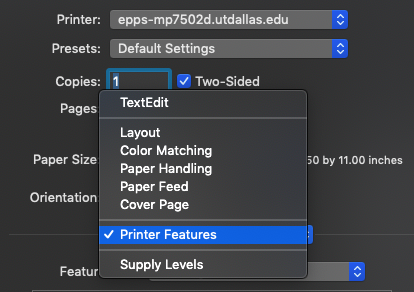 Printer: epps-mp7502d.utdallas.edu
Presets: Default Settings
Copies: 1 Two-Sided
Pages
TextEdit
Layout
Color Matching
Paper Handling
Paper Size
50 by 11.00 inches
Paper Feed
Orientation:
Cover Page
✓ Printer Features
Featur
Supply Levels